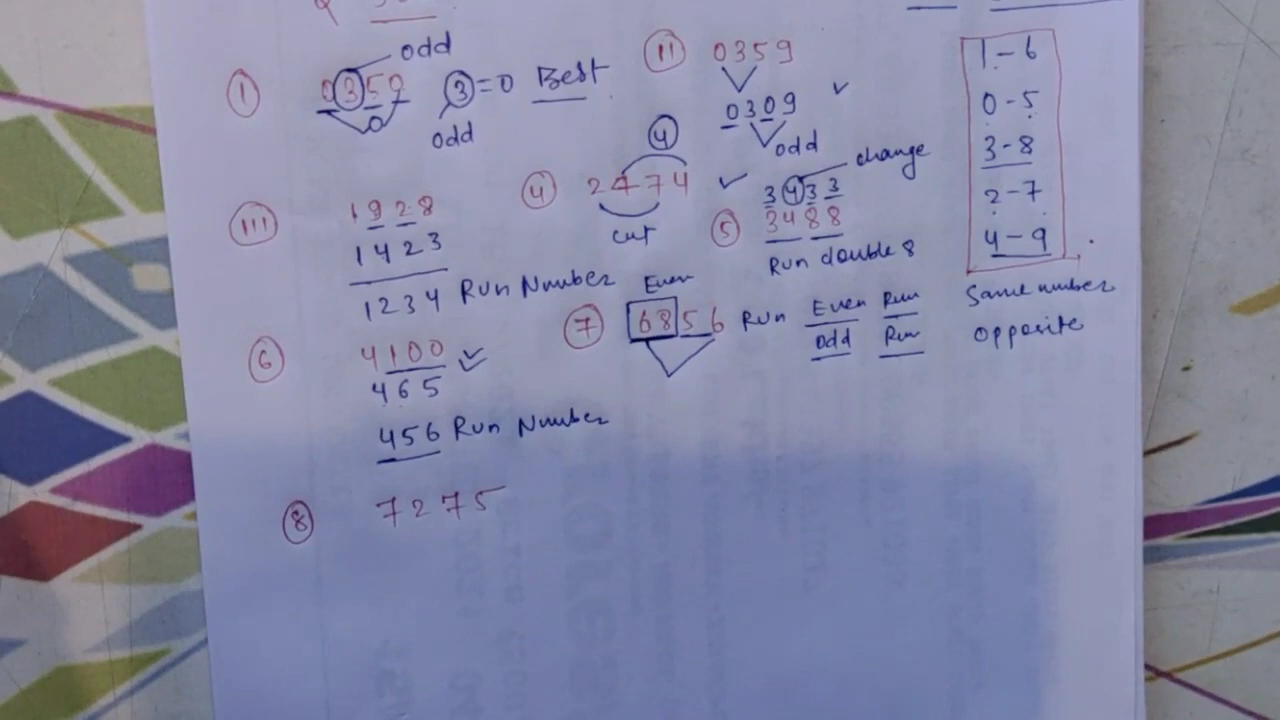 ① odd
0359 ③=0 Best
0
odd
⑪ 0359
0309 ✓
odd
⑪ı 1928
1423
1234 Run Number
④ 2474 ✓
④
cut
change
3433
⑤ 3488
Run double 8
⑥ 4100 ✓
465
456 Run Number
⑦ Even
6856 Run Even Run
odd Run
⑧ 7275
1-6
0-5
3-8
2-7
4-9
Same number
opposite